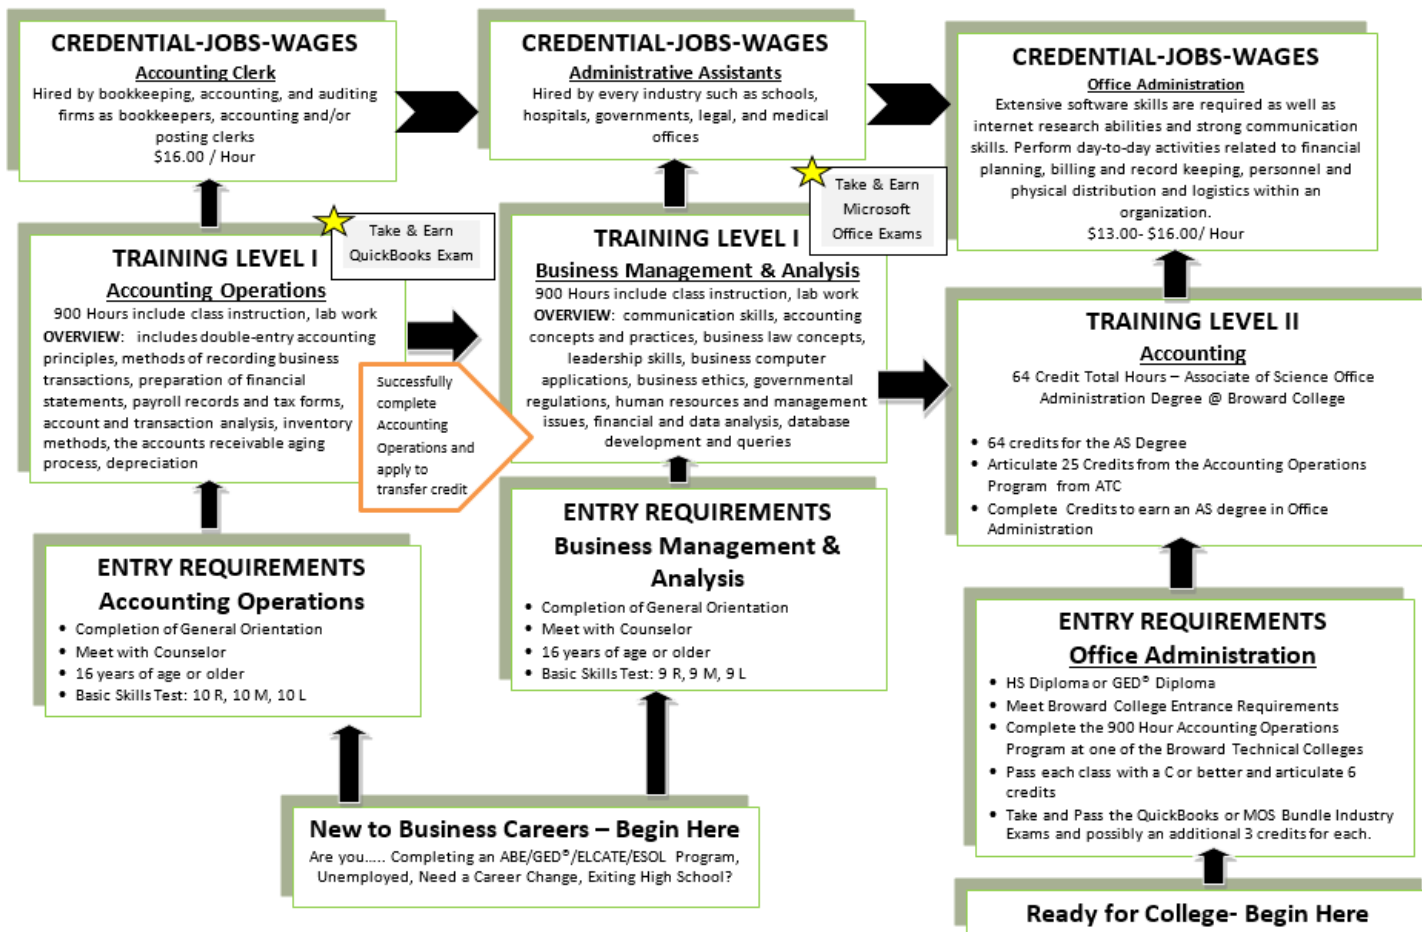 CREDENTIAL-JOBS-WAGES
Accounting Clerk
Hired by bookkeeping, accounting, and auditing
firms as bookkeepers, accounting and/or
posting clerks
$16.00 / Hour
CREDENTIAL-JOBS-WAGES
Administrative Assistants
Hired by every industry such as schools,
hospitals, governments, legal, and medical
offices
CREDENTIAL-JOBS-WAGES
Office Administration
Extensive software skills are required as well as
internet research abilities and strong communication
skills. Perform day-to-day activities related to financial
planning, billing and record keeping, personnel and
physical distribution and logistics within an
organization.
$13.00- $16.00/ Hour
Take & Earn
QuickBooks Exam
Take & Earn
Microsoft
Office Exams
TRAINING LEVEL I
Accounting Operations
900 Hours include class instruction, lab work
OVERVIEW: includes double-entry accounting
principles, methods of recording business
transactions, preparation of financial
statements, payroll records and tax forms,
account and transaction analysis, inventory
methods, the accounts receivable aging
process, depreciation
Successfully
complete
Accounting
Operations and
apply to
transfer credit
TRAINING LEVEL I
Business Management & Analysis
900 Hours include class instruction, lab work
OVERVIEW: communication skills, accounting
concepts and practices, business law concepts,
leadership skills, business computer
applications, business ethics, governmental
regulations, human resources and management
issues, financial and data analysis, database
development and queries
TRAINING LEVEL II
Accounting
64 Credit Total Hours – Associate of Science Office
Administration Degree @ Broward College
• 64 credits for the AS Degree
• Articulate 25 Credits from the Accounting Operations
Program from ATC
• Complete Credits to earn an AS degree in Office
Administration
ENTRY REQUIREMENTS
Accounting Operations
• Completion of General Orientation
• Meet with Counselor
• 16 years of age or older
• Basic Skills Test: 10 R, 10 M, 10 L
ENTRY REQUIREMENTS
Business Management &
Analysis
• Completion of General Orientation
• Meet with Counselor
• 16 years of age or older
• Basic Skills Test: 9 R, 9 M, 9 L
ENTRY REQUIREMENTS
Office Administration
• HS Diploma or GED® Diploma
• Meet Broward College Entrance Requirements
• Complete the 900 Hour Accounting Operations
Program at one of the Broward Technical Colleges
• Pass each class with a C or better and articulate 6
credits
• Take and Pass the QuickBooks or MOS Bundle Industry
Exams and possibly an additional 3 credits for each.
New to Business Careers – Begin Here
Are you..... Completing an ABE/GED®/ELCATE/ESOL Program,
Unemployed, Need a Career Change, Exiting High School?
Ready for College- Begin Here